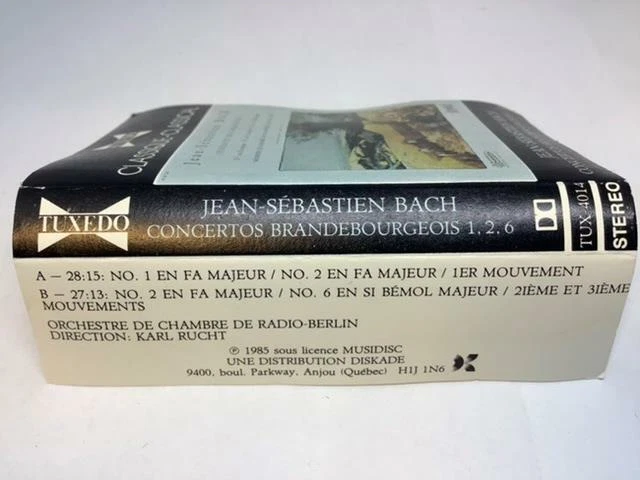 CLASSIQUE-CLASSICS
TUXEDO
JEAN-SÉBASTIEN BACH
CONCERTOS BRANDEBOURGEOIS 1, 2, 6
TUX-4014
STEREO
A – 28:15: NO. 1 EN FA MAJEUR / NO. 2 EN FA MAJEUR / 1ER MOUVEMENT
B – 27:13: NO. 2 EN FA MAJEUR / NO. 6 EN SI BÉMOL MAJEUR / 2IÈME ET 3IÈME
MOUVEMENTS
ORCHESTRE DE CHAMBRE DE RADIO-BERLIN
DIRECTION: KARL RUCHT
℗ 1985 sous licence MUSIDISC
UNE DISTRIBUTION DISKADE
9400, boul. Parkway, Anjou (Québec) H1J 1N6